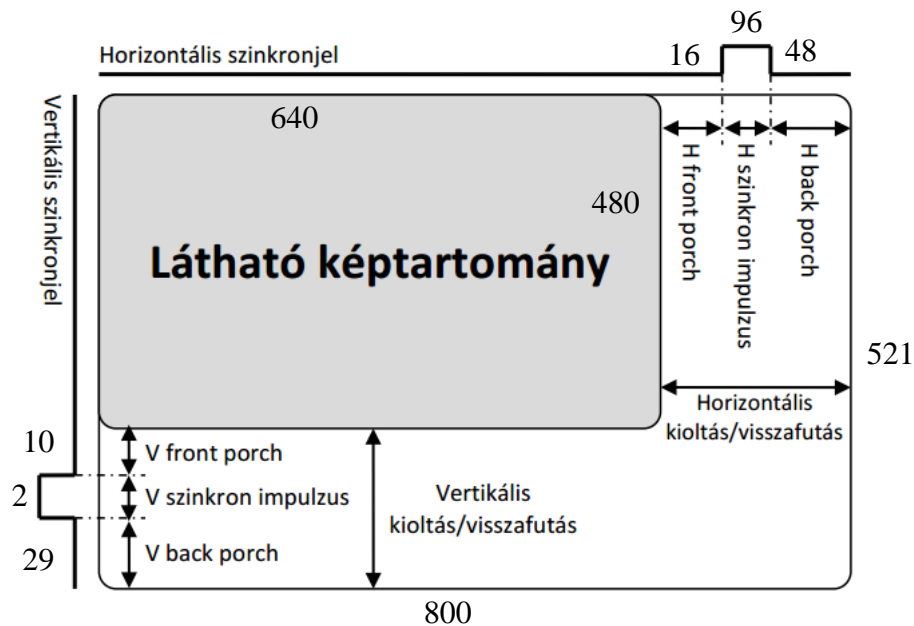 96
Horizontális szinkronjel
16
48
Vertikális szinkronjel
640
480
Látható képtartomány
H front porch
H szinkron impulzus
H back porch
521
Horizontális
kioltás/visszafutás
10
V front porch
2
V szinkron impulzus
Vertikális
kioltás/visszafutás
29
V back porch
800